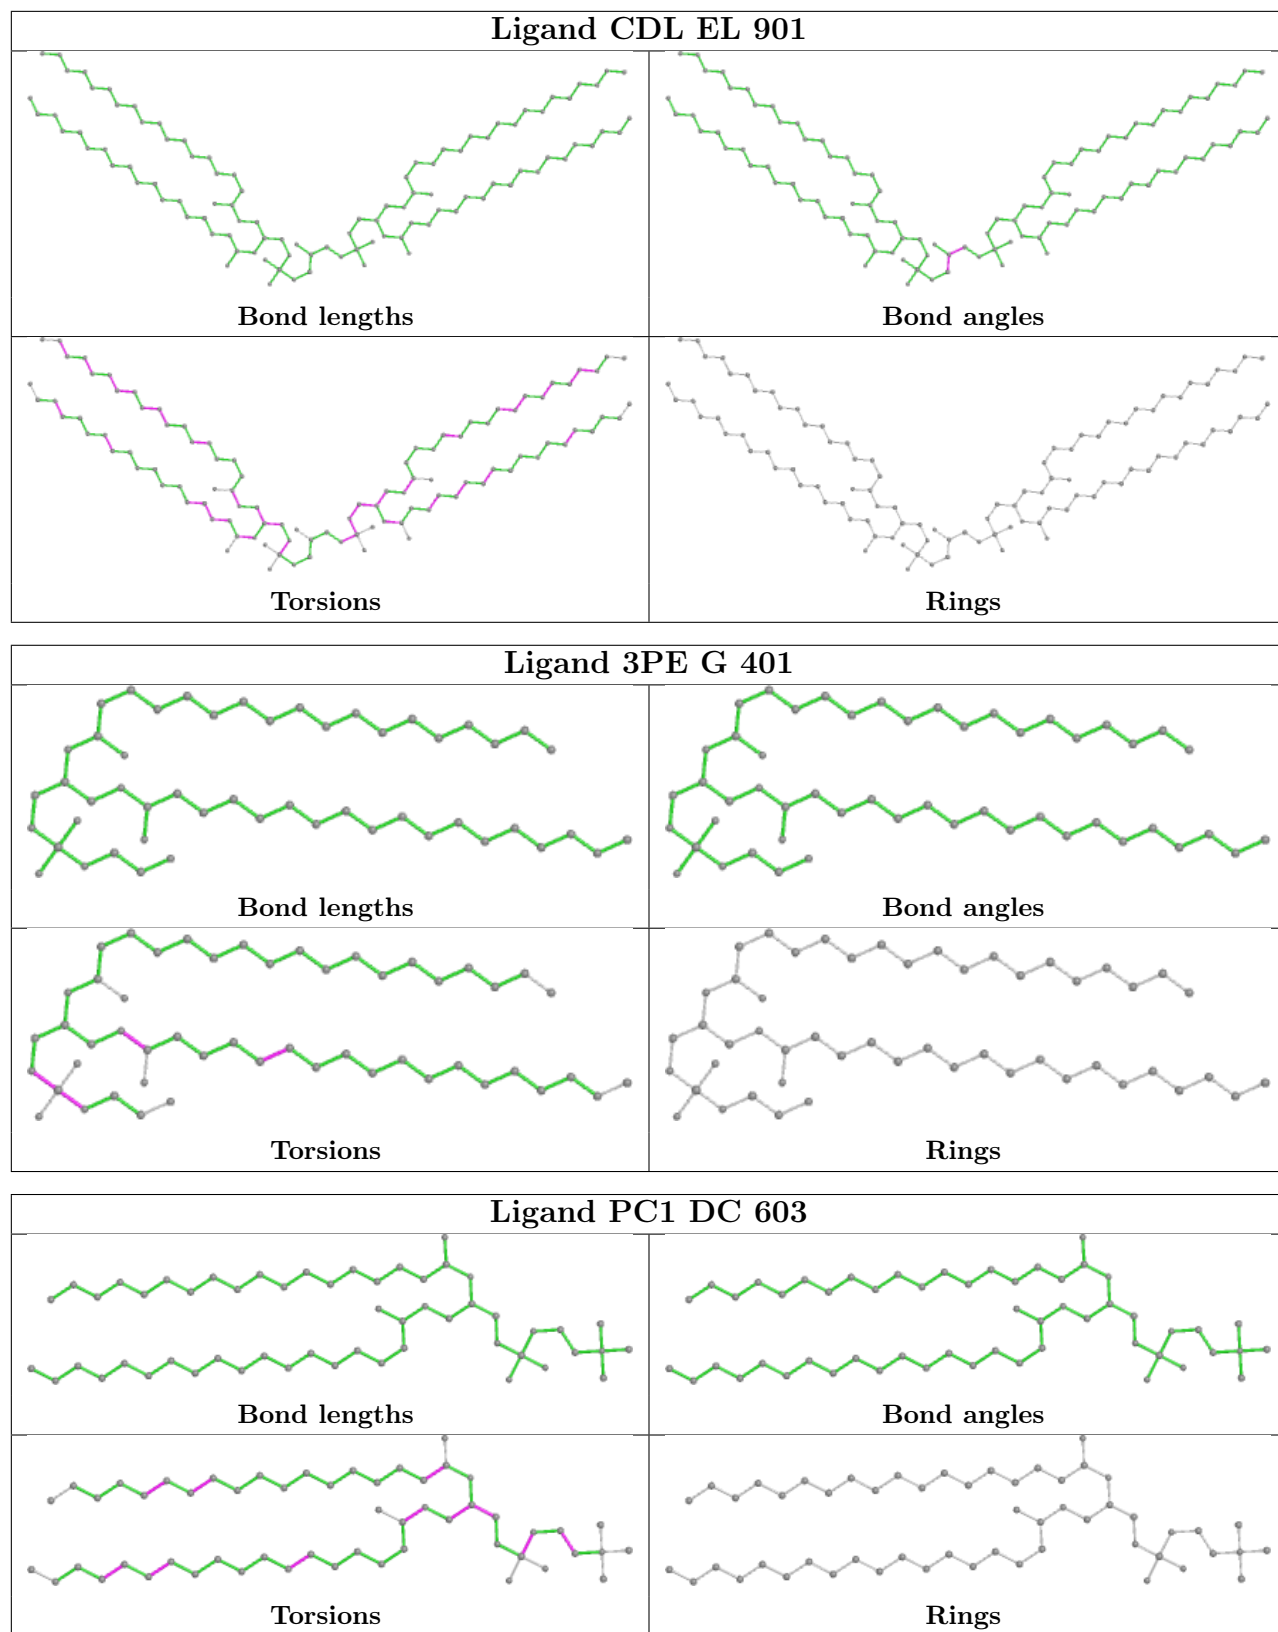 Ligand CDL EL 901
Bond lengths
Bond angles
Torsions
Rings
Ligand 3PE G 401
Bond lengths
Bond angles
Torsions
Rings
Ligand PC1 DC 603
Bond lengths
Bond angles
Torsions
Rings